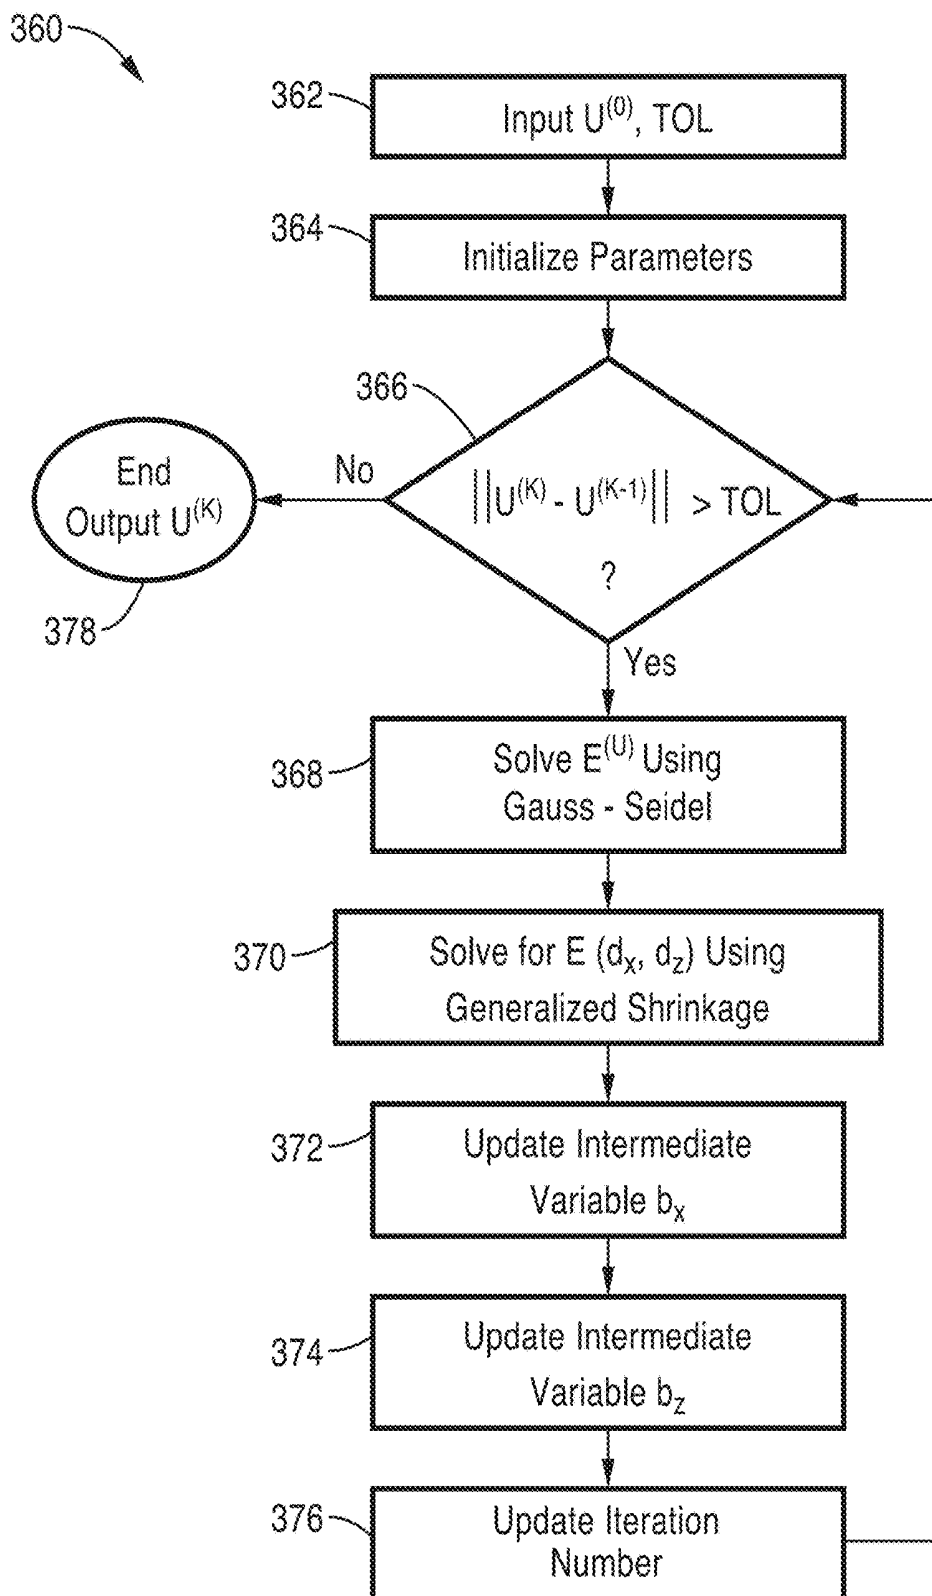 360
362
Input U^(0), TOL
364
Initialize Parameters
366
||U^(K) - U^(K-1)|| > TOL
?
No
End
Output U^(K)
378
Yes
368
Solve E^(U) Using
Gauss - Seidel
370
Solve for E (d_x, d_z) Using
Generalized Shrinkage
372
Update Intermediate
Variable b_x
374
Update Intermediate
Variable b_z
376
Update Iteration
Number